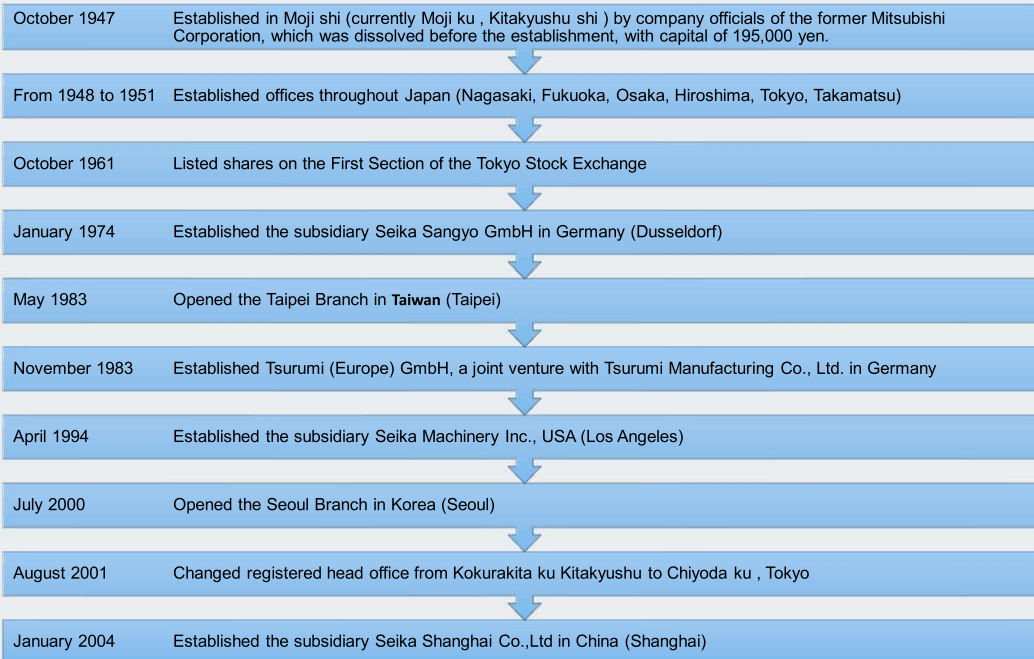 October 1947 Established in Moji shi (currently Moji ku , Kitakyushu shi ) by company officials of the former Mitsubishi
Corporation, which was dissolved before the establishment, with capital of 195,000 yen.
From 1948 to 1951 Established offices throughout Japan (Nagasaki, Fukuoka, Osaka, Hiroshima, Tokyo, Takamatsu)
October 1961 Listed shares on the First Section of the Tokyo Stock Exchange
January 1974 Established the subsidiary Seika Sangyo GmbH in Germany (Dusseldorf)
May 1983 Opened the Taipei Branch in Taiwan (Taipei)
November 1983 Established Tsurumi (Europe) GmbH, a joint venture with Tsurumi Manufacturing Co., Ltd. in Germany
April 1994 Established the subsidiary Seika Machinery Inc., USA (Los Angeles)
July 2000 Opened the Seoul Branch in Korea (Seoul)
August 2001 Changed registered head office from Kokurakita ku Kitakyushu to Chiyoda ku , Tokyo
January 2004 Established the subsidiary Seika Shanghai Co.,Ltd in China (Shanghai)